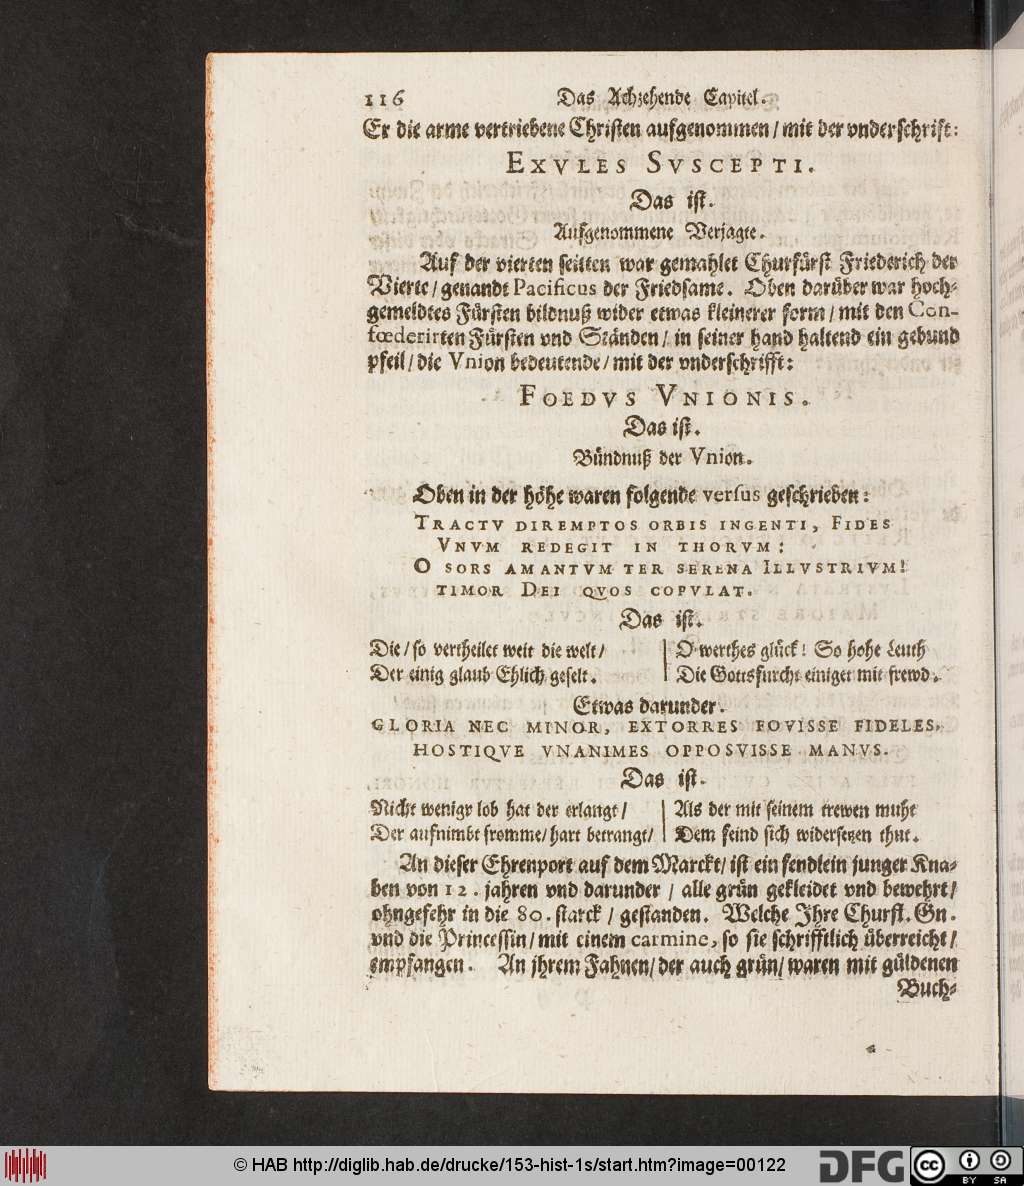 116 Das Achzehende Capitel.
Er die arme vertriebene Christen aufgenommen / mit der vnderschrift:
EXVLES SVSCEPTI.
Das ist.
Aufgenommene Verjagte.
Auf der vierten seitten war gemahlet Churfürst Friederich der
Vierte / genandt Pacificus der Friedsame. Oben darüber war hoch-
gemeldtes Fürsten bildnuß wider etwas kleinerer form / mit den Con-
fœderirten Fürsten vnd Ständen / in seiner hand haltend ein gebund
pfeil / die Vnion bedeutende / mit der vnderschrifft:
FOEDVS VNIONIS.
Das ist.
Bündnuß der Vnion.
Oben in der höhe waren folgende versus geschrieben:
TRACTV DIREMPTOS ORBIS INGENTI, FIDES
VNVM REDEGIT IN THORVM:
O SORS AMANTVM TER SERENA ILLVSTRIVM!
TIMOR DEI QVOS COPVLAT.
Das ist.
Die / so vertheilet weit die welt /
Der einig glaub Ehlich geselt.
O werthes glück! So hohe Leuth
Die Gottsfurcht einiget mit frewd.
Etwas darunder.
GLORIA NEC MINOR, EXTORRES FOVISSE FIDELES,
HOSTIQVE VNANIMES OPPOSVISSE MANVS.
Das ist.
Nicht weniger lob hat der erlangt /
Der aufnimbt fromme / hart betrangt /
Als der mit seinem trewen muht
Dem feind sich widersetzen thut.
An dieser Ehrenport auf dem Marckt / ist ein fendlein junger Kna-
ben von 12. jahren vnd darunder / alle grün gekleidet vnd bewehrt /
ohngefehr in die 80. starck / gestanden. Welche Ihre Churfl. Gn.
vnd die Princessin / mit einem carmine, so sie schrifftlich überreicht /
empfangen. An jhrem Fahnen / der auch grün / waren mit güldenen
Buch-
© HAB http://diglib.hab.de/drucke/153-hist-1s/start.htm?image=00122
DFG
cc BY SA